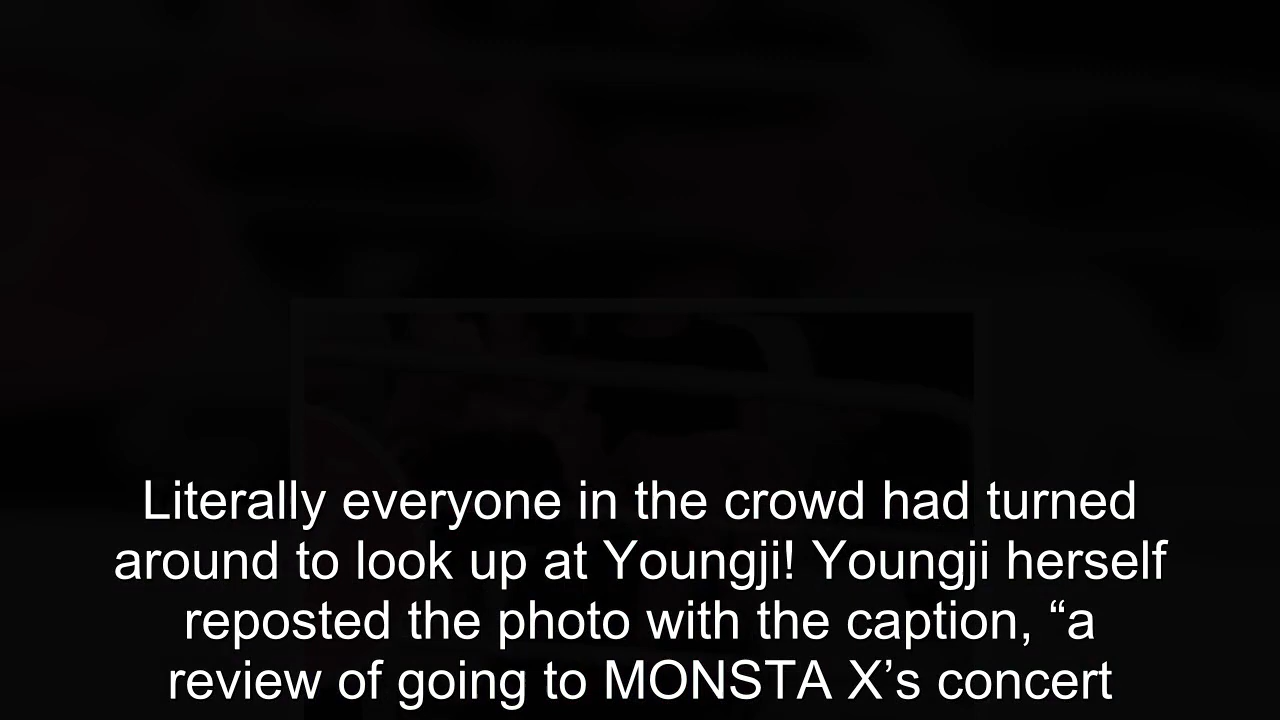 Literally everyone in the crowd had turned
around to look up at Youngji! Youngji herself
reposted the photo with the caption, “a
review of going to MONSTA X’s concert